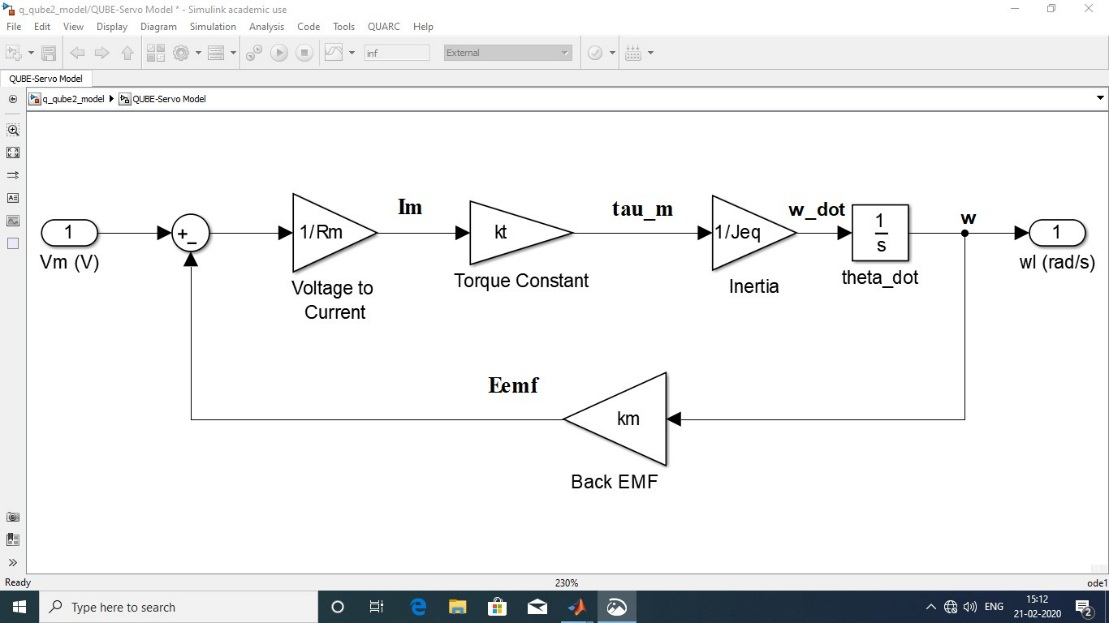 q_qube2_model/QUBE-Servo Model * - Simulink academic use
File Edit View Display Diagram Simulation Analysis Code Tools QUARC Help
inf External
QUBE-Servo Model
q_qube2_model QUBE-Servo Model
Im
tau_m
w_dot
w
1
+
_
1/Rm
kt
1/Jeq
1
s
1
Vm (V)
Voltage to
Current
Torque Constant
Inertia
theta_dot
wl (rad/s)
Eemf
km
Back EMF
Ready 230% ode1
Type here to search
ENG
15:12
21-02-2020
2